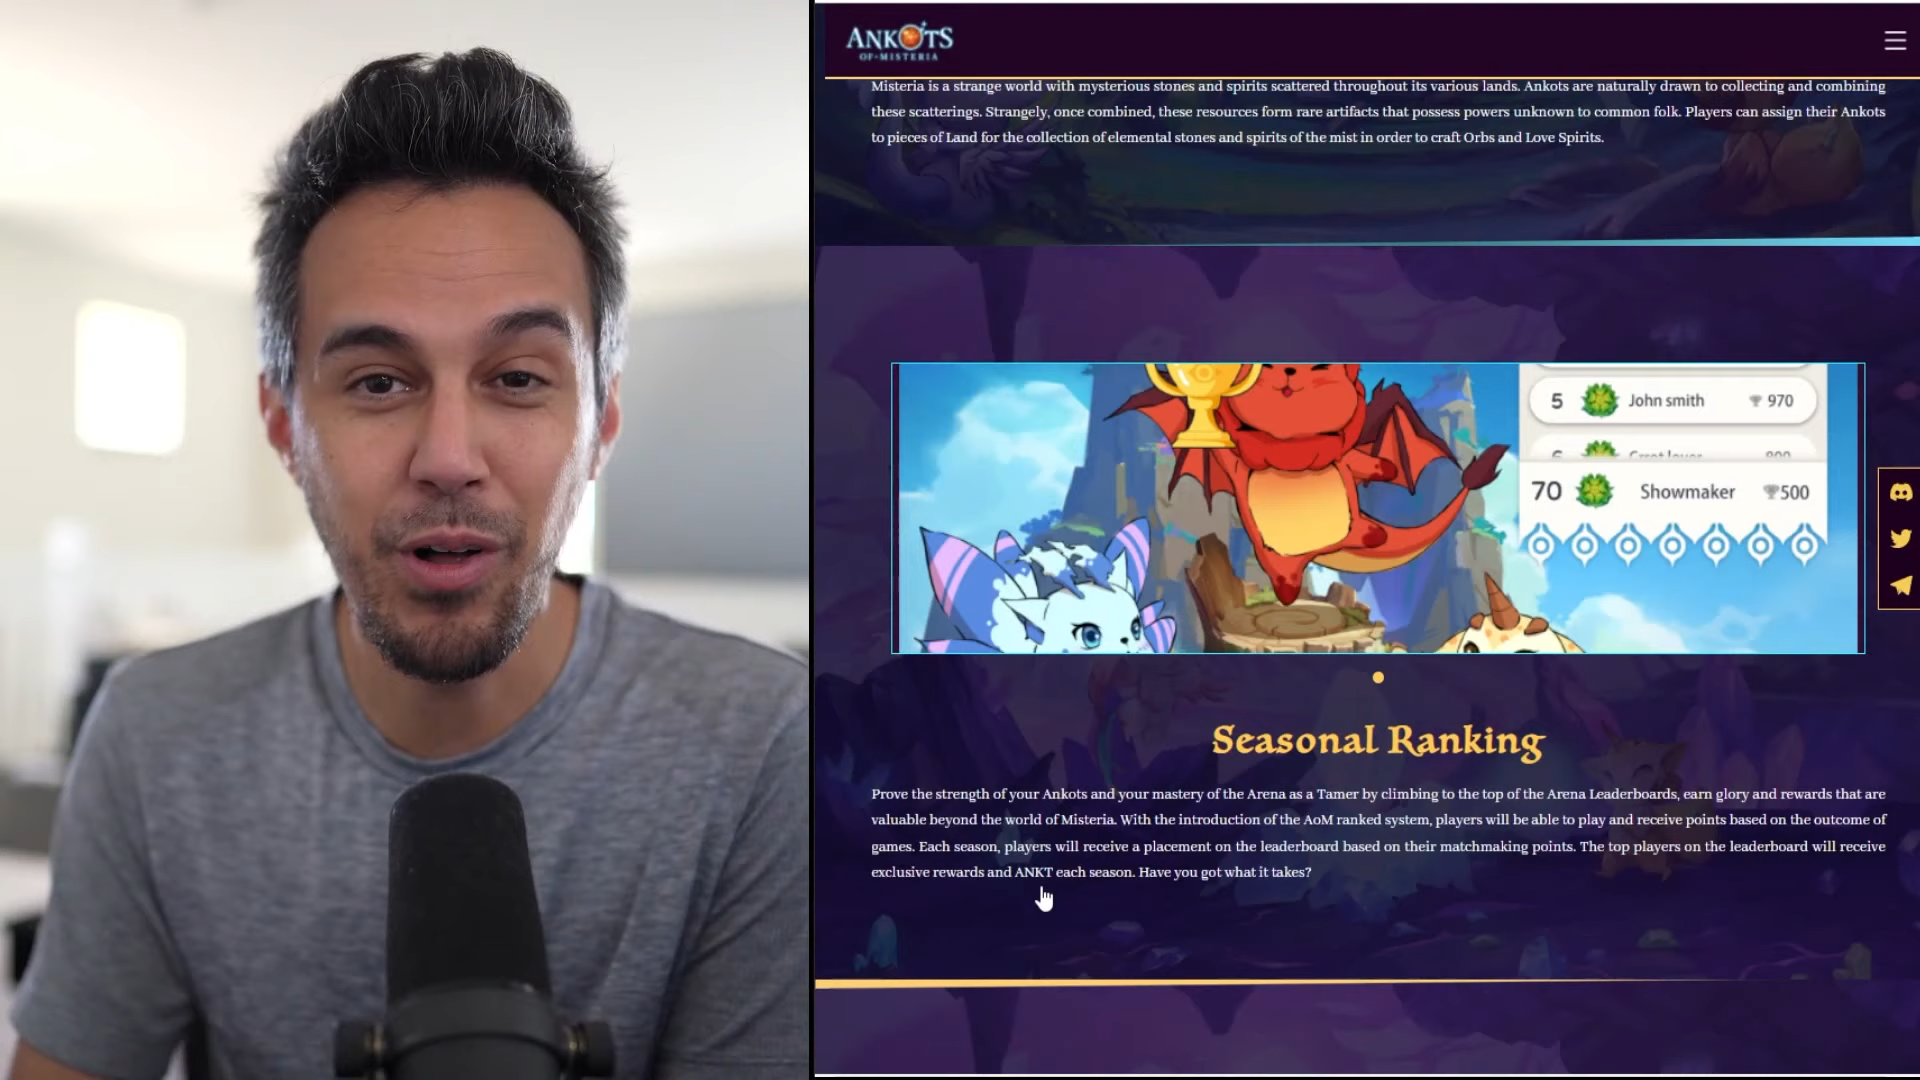 ANKOTS
OF MISTERIA
Misteria is a strange world with mysterious stones and spirits scattered throughout its various lands. Ankots are naturally drawn to collecting and combining
these scatterings. Strangely, once combined, these resources form rare artifacts that possess powers unknown to common folk. Players can assign their Ankots
to pieces of Land for the collection of elemental stones and spirits of the mist in order to craft Orbs and Love Spirits.
5 John smith 970
70 Showmaker 500
Seasonal Ranking
Prove the strength of your Ankots and your mastery of the Arena as a Tamer by climbing to the top of the Arena Leaderboards, earn glory and rewards that are
valuable beyond the world of Misteria. With the introduction of the AoM ranked system, players will be able to play and receive points based on the outcome of
games. Each season, players will receive a placement on the leaderboard based on their matchmaking points. The top players on the leaderboard will receive
exclusive rewards and ANKT each season. Have you got what it takes?